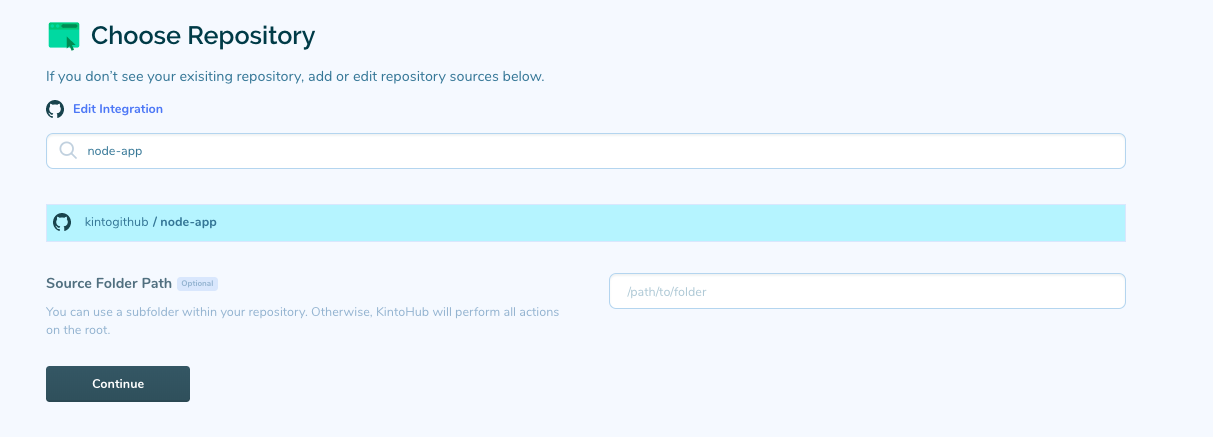 Choose Repository
If you don't see your exisiting repository, add or edit repository sources below.
Edit Integration
node-app
kintogithub / node-app
Source Folder Path Optional
/path/to/folder
You can use a subfolder within your repository. Otherwise, KintoHub will perform all actions
on the root.
Continue